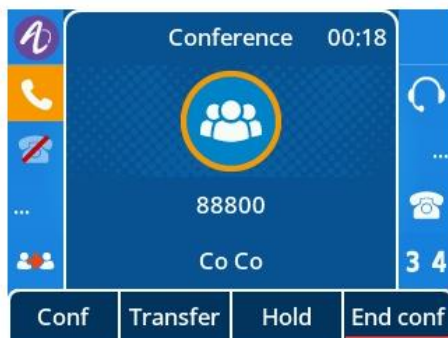 Conference 00:18
88800
...
...
Co Co
3 4
Conf Transfer Hold End conf